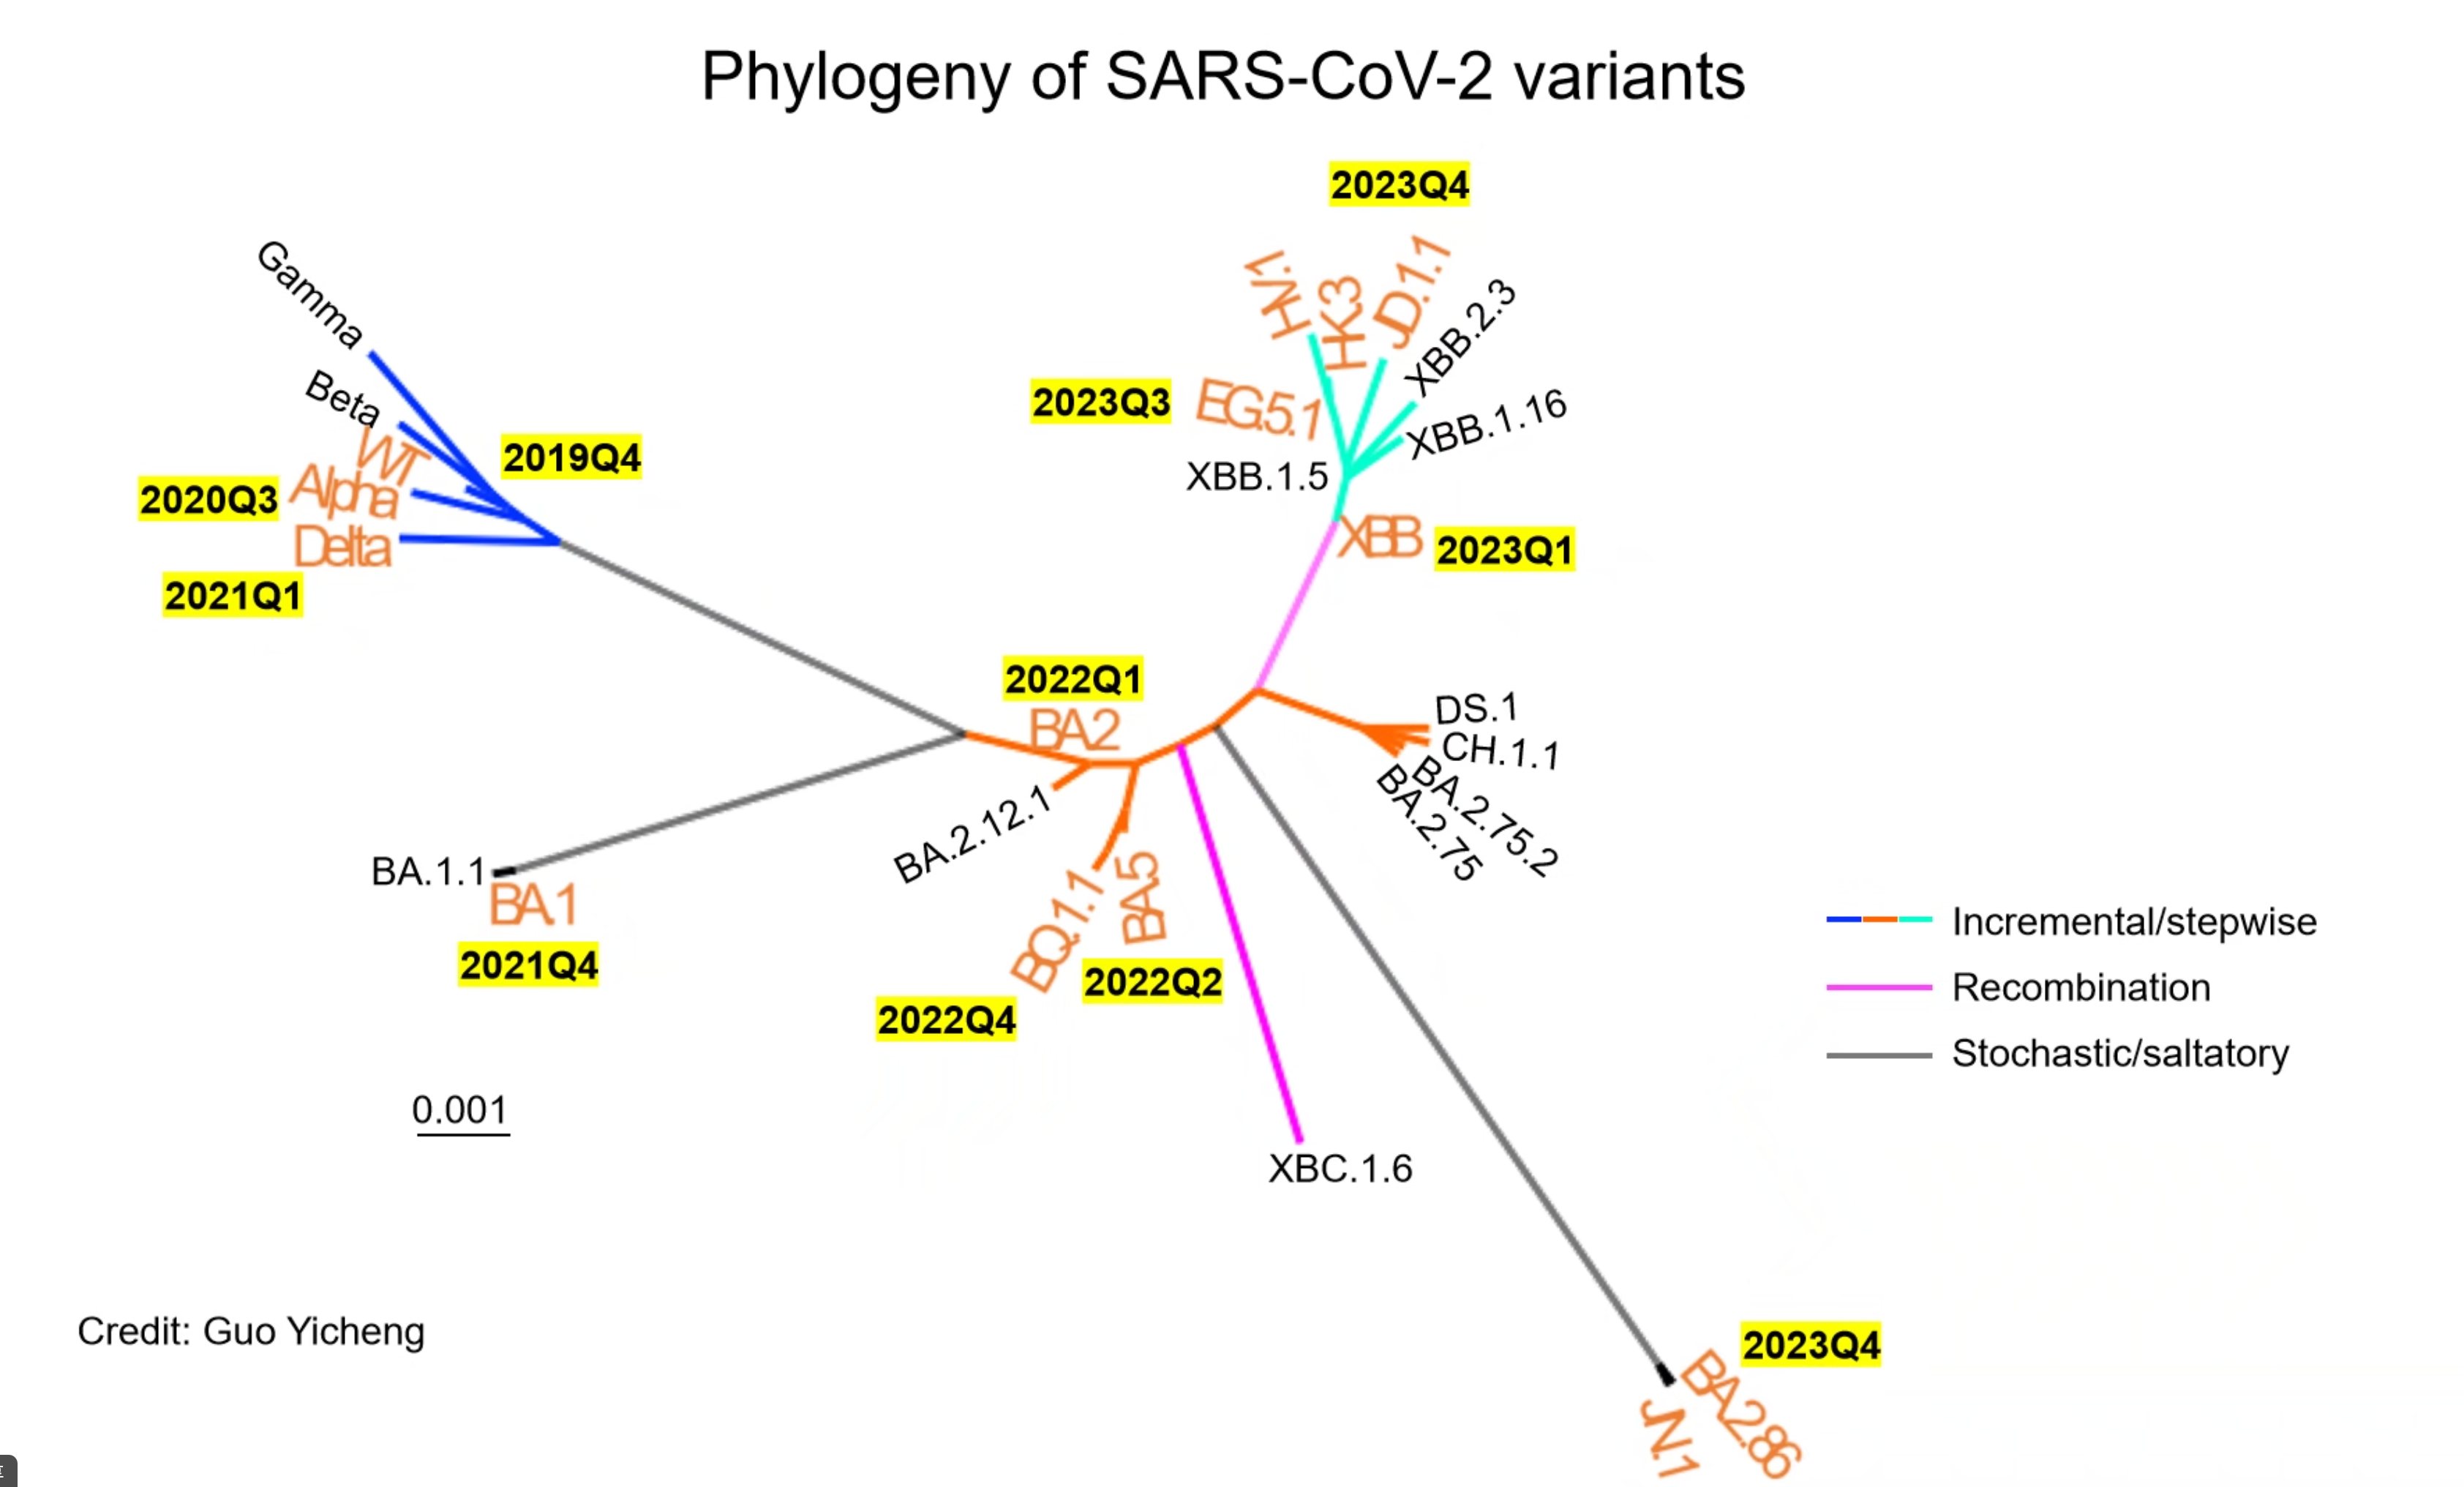 Phylogeny of SARS-CoV-2 variants
2023Q4
HV.1
HK.3
JD.1.1
XBB.2.3
XBB.1.16
2023Q3
EG.5.1
XBB.1.5
XBB
2023Q1
Gamma
Beta
WT
2019Q4
2020Q3
Alpha
Delta
2021Q1
2022Q1
BA.2
DS.1
CH.1.1
BA.2.75.2
BA.2.75
BA.2.12.1
BA.1.1
BA.1
2021Q4
BQ.1.1
BA.5
2022Q2
2022Q4
Incremental/stepwise
Recombination
Stochastic/saltatory
0.001
XBC.1.6
Credit: Guo Yicheng
2023Q4
BA.2.86
JN.1